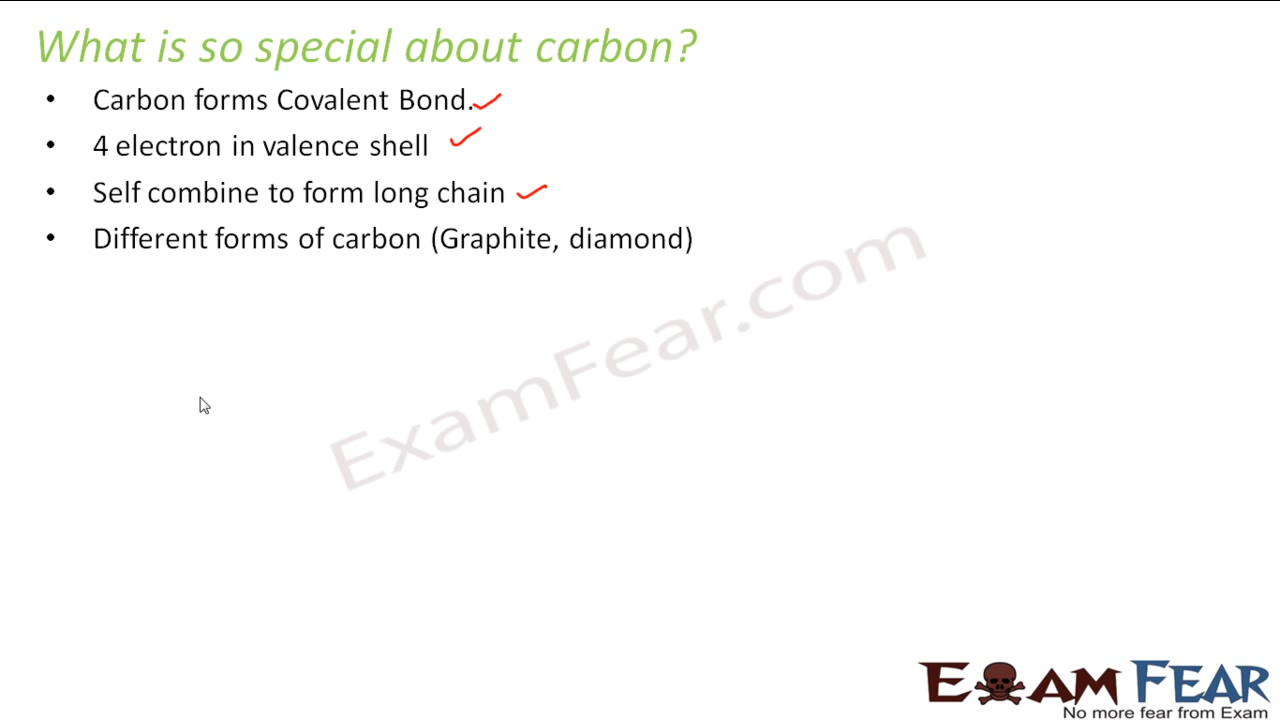 What is so special about carbon?
• Carbon forms Covalent Bond.
• 4 electron in valence shell
• Self combine to form long chain
• Different forms of carbon (Graphite, diamond)
ExamFear.com
EXAM FEAR
No more fear from Exam